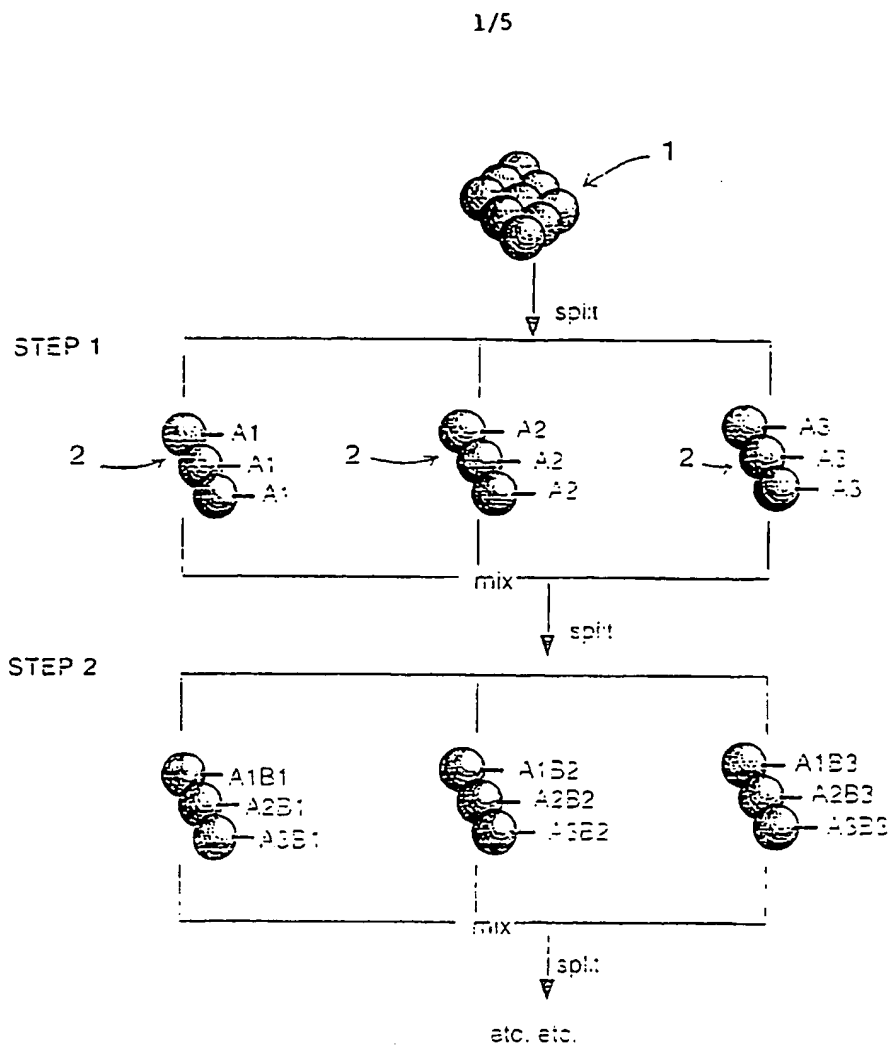 1/5
1
split
STEP 1
A1 A2 A3
2 A1 2 A2 2 A3
A1 A2 A3
mix
split
STEP 2
A1B1 A1B2 A1B3
A2B1 A2B2 A2B3
A3B1 A3B2 A3B3
mix
split
etc. etc.